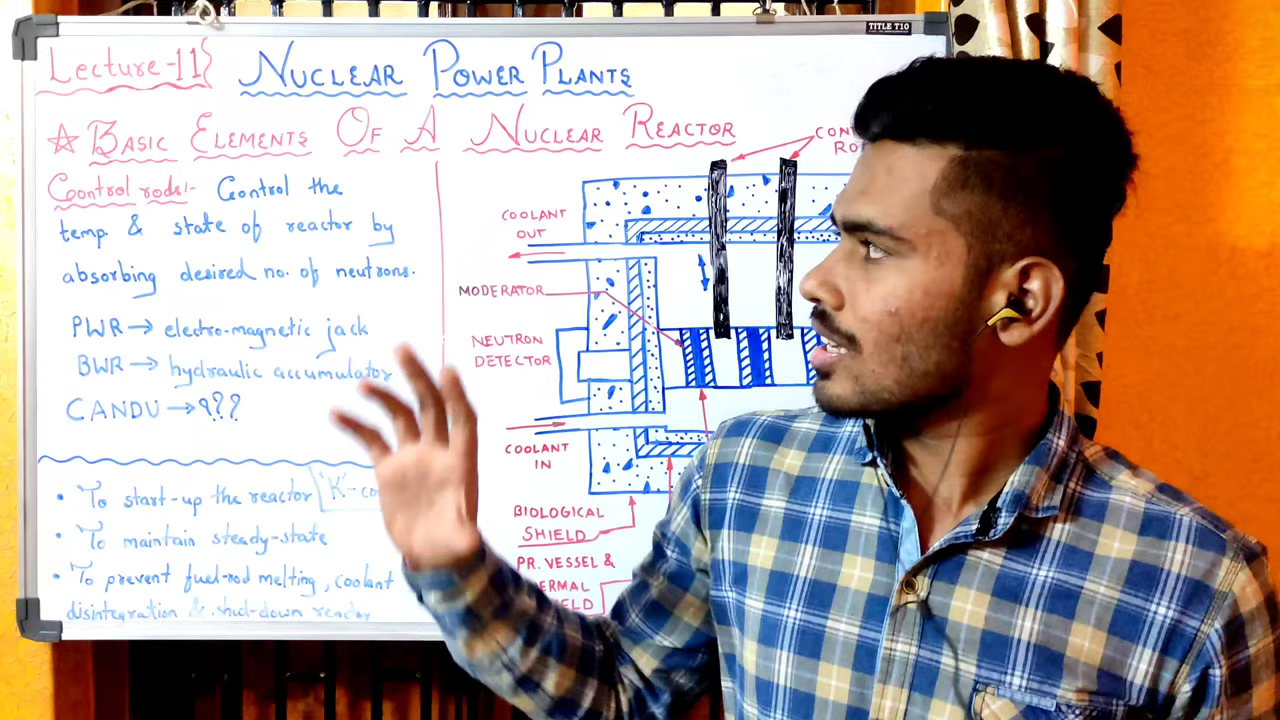 TITLE T10
Lecture-11
NUCLEAR POWER PLANTS
BASIC ELEMENTS OF A NUCLEAR REACTOR
Control rods:- Control the
temp. & state of reactor by
absorbing desired no. of neutrons.
PWR → electro-magnetic jack
BWR → hydraulic accumulator
CANDU → ???
• To start-up the reactor
• To maintain steady-state
• To prevent fuel-rod melting, coolant
disintegration & shut-down reactor
COOLANT
OUT
MODERATOR
NEUTRON
DETECTOR
COOLANT
IN
BIOLOGICAL
SHIELD
PR. VESSEL &